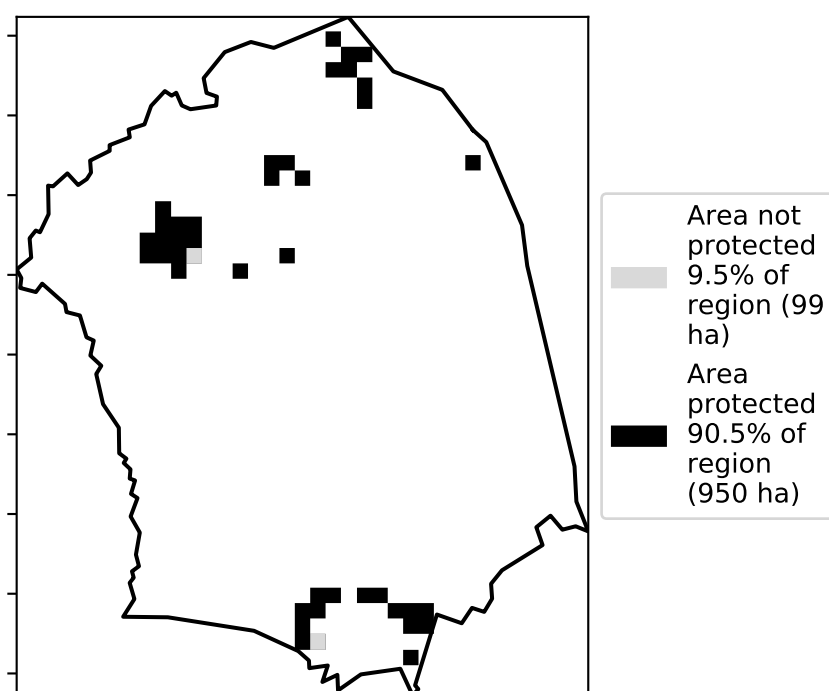 Area not
protected
9.5% of
region (99
ha)
Area
protected
90.5% of
region
(950 ha)